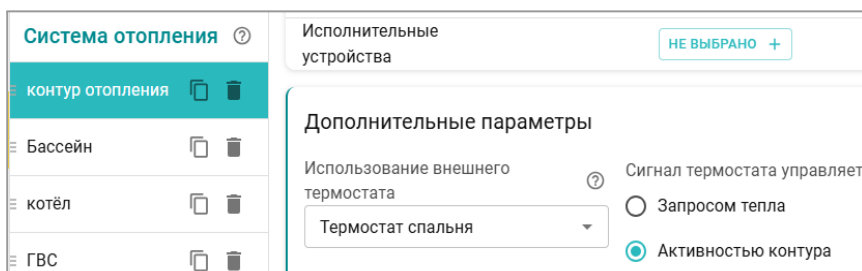 Система отопления
контур отопления
Бассейн
котёл
ГВС
Исполнительные
устройства
НЕ ВЫБРАНО +
Дополнительные параметры
Использование внешнего
термостата
Термостат спальня
Сигнал термостата управляет
Запросом тепла
Активностью контура